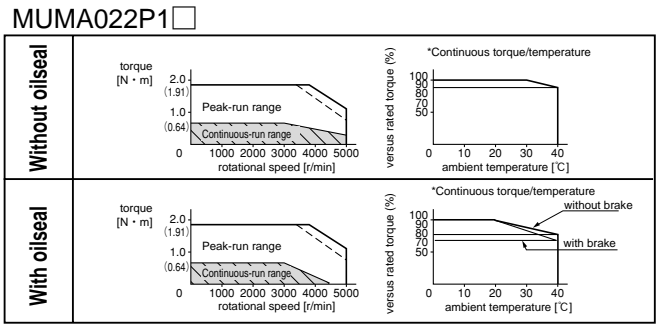 MUMA022P1□
Without oilseal
torque
[N・m]
2.0
(1.91)
1.0
(0.64)
Peak-run range
Continuous-run range
0 1000 2000 3000 4000 5000
rotational speed [r/min]
*Continuous torque/temperature
versus rated torque (%)
100
90
80
70
50
0 10 20 30 40
ambient temperature [℃]
With oilseal
torque
[N・m]
2.0
(1.91)
1.0
(0.64)
Peak-run range
Continuous-run range
0 1000 2000 3000 4000 5000
rotational speed [r/min]
*Continuous torque/temperature
without brake
with brake
versus rated torque (%)
100
90
80
70
50
0 10 20 30 40
ambient temperature [℃]